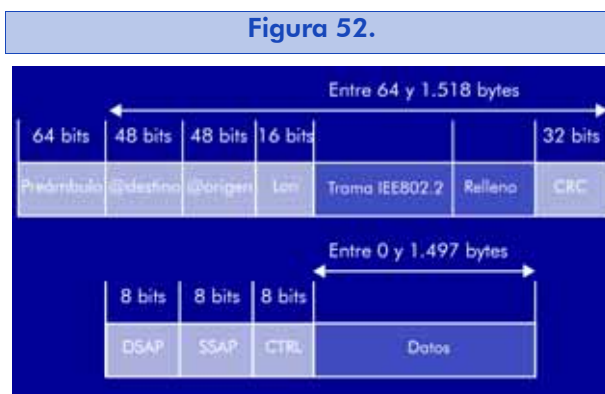 Figura 52.
Entre 64 y 1.518 bytes
64 bits 48 bits 48 bits 16 bits 32 bits
Preámbulo @destino @origen Lon Trama IEE802.2 Relleno CRC
Entre 0 y 1.497 bytes
8 bits 8 bits 8 bits
DSAP SSAP CTRL Datos